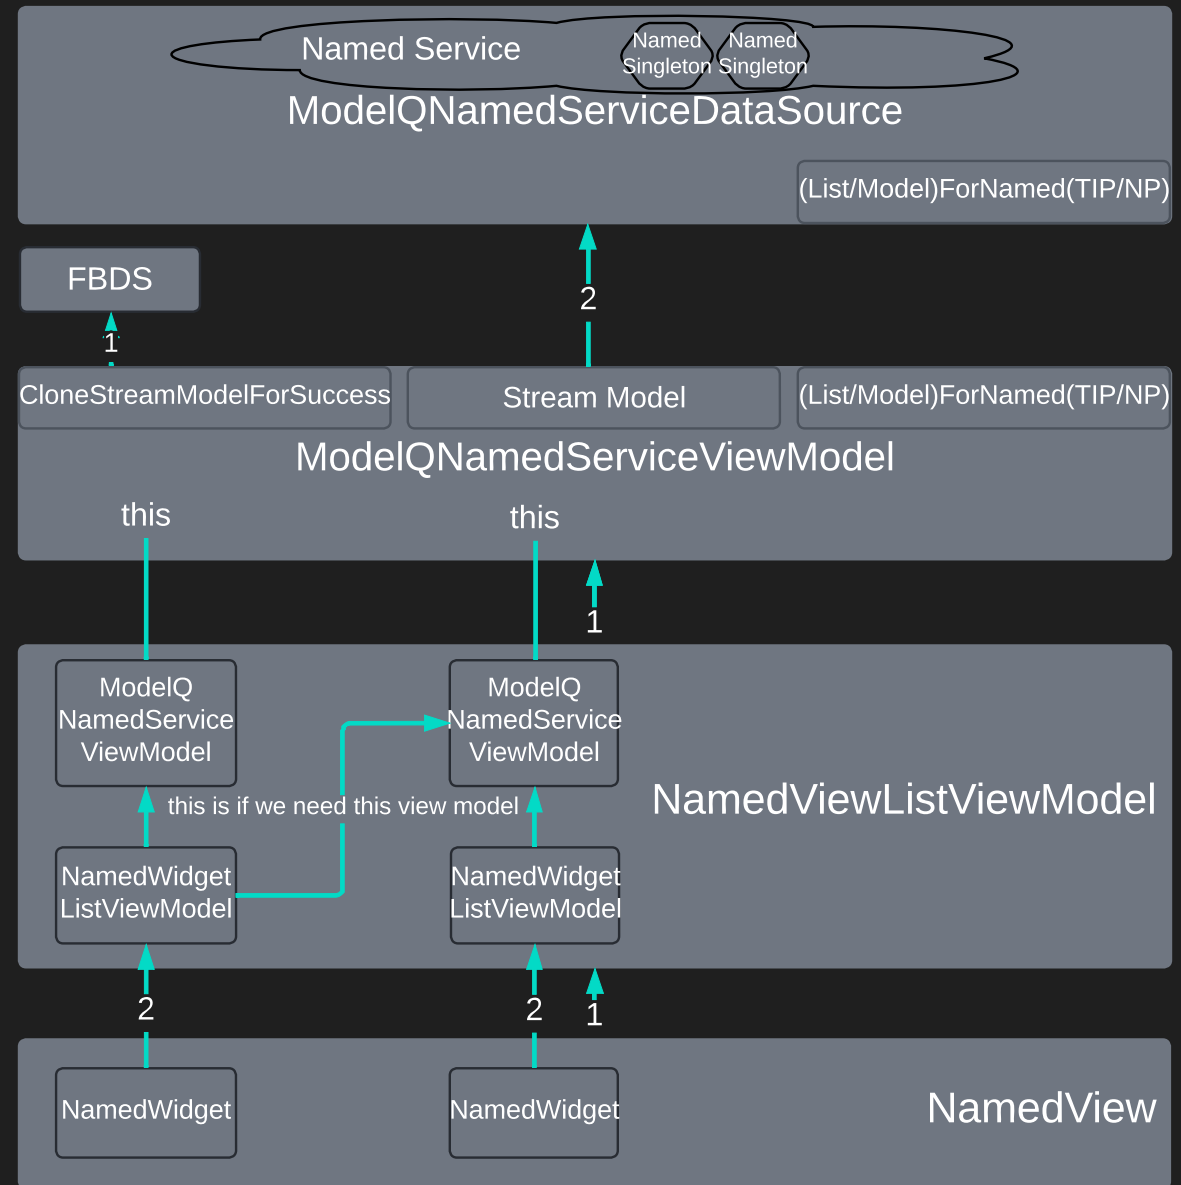 Named Service
Named
Singleton
Named
Singleton
ModelQNamedServiceDataSource
(List/Model)ForNamed(TIP/NP)
FBDS
2
1
CloneStreamModelForSuccess
Stream Model
(List/Model)ForNamed(TIP/NP)
ModelQNamedServiceViewModel
this
this
1
ModelQ
NamedService
ViewModel
ModelQ
NamedService
ViewModel
this is if we need this view model
NamedViewListViewModel
NamedWidget
ListViewModel
NamedWidget
ListViewModel
2
2
1
NamedWidget
NamedWidget
NamedView